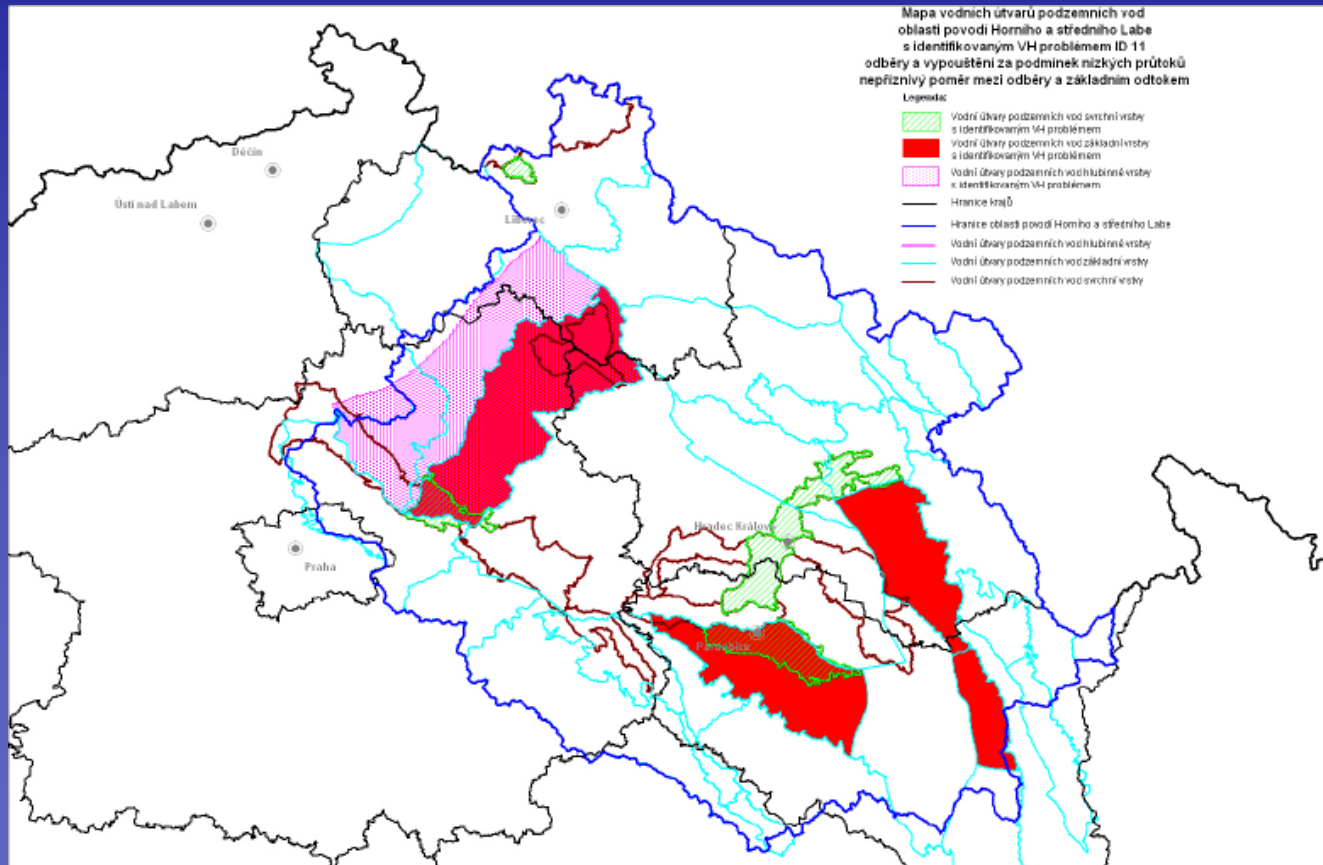 Mapa vodních útvarů podzemních vod
oblasti povodí Horního a středního Labe
s identifikovaným VH problémem ID 11
odběry a vypouštění za podmínek nízkých průtoků
nepříznivý poměr mezi odběry a základním odtokem
Legenda:
Vodní útvary podzemních vod svrchní vrstvy
s identifikovaným VH problémem
Vodní útvary podzemních vod základní vrstvy
s identifikovaným VH problémem
Vodní útvary podzemních vod hlubinné vrstvy
s identifikovaným VH problémem
Hranice krajů
Hranice oblasti povodí Horního a středního Labe
Vodní útvary podzemních vod hlubinné vrstvy
Vodní útvary podzemních vod základní vrstvy
Vodní útvary podzemních vod svrchní vrstvy
Děčín
Ústí nad Labem
Liberec
Hradec Králové
Praha
Pardubice